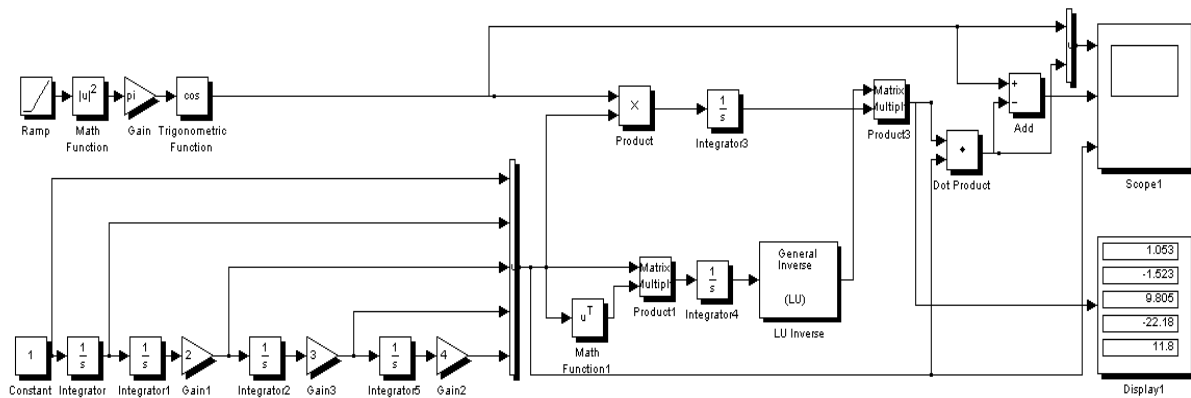 |u|²
pi
cos
Ramp
Math
Function
Gain
Trigonometric
Function
×
Product
1
s
Integrator3
Matrix
Multiply
Product3
Dot Product
+
−
Add
Scope1
1
Constant
1
s
Integrator
1
s
Integrator1
2
Gain1
1
s
Integrator2
3
Gain3
1
s
Integrator5
4
Gain2
u
uᵀ
Math
Function1
Matrix
Multiply
Product1
1
s
Integrator4
General
Inverse
(LU)
LU Inverse
1.053
-1.523
9.805
-22.18
11.8
Display1